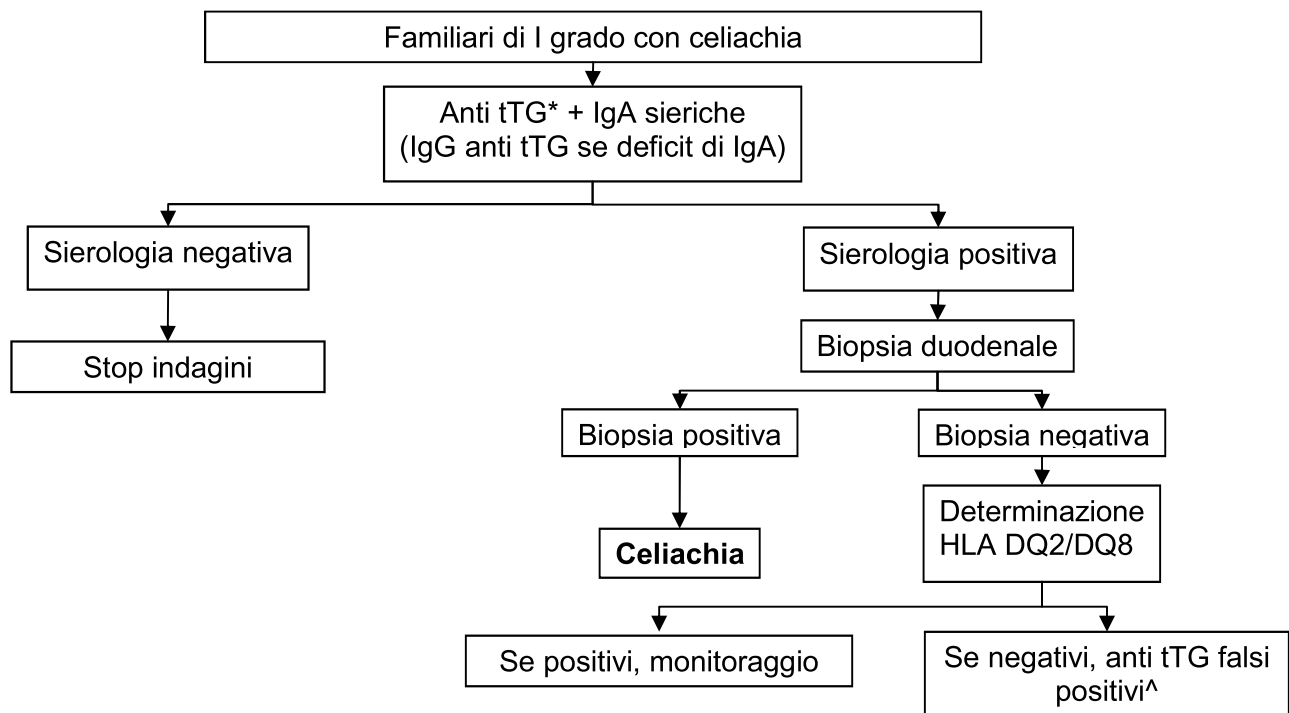 Familiari di I grado con celiachia
Anti tTG* + IgA sieriche
(IgG anti tTG se deficit di IgA)
Sierologia negativa
Sierologia positiva
Stop indagini
Biopsia duodenale
Biopsia positiva
Biopsia negativa
Determinazione
HLA DQ2/DQ8
Celiachia
Se positivi, monitoraggio
Se negativi, anti tTG falsi
positivi^